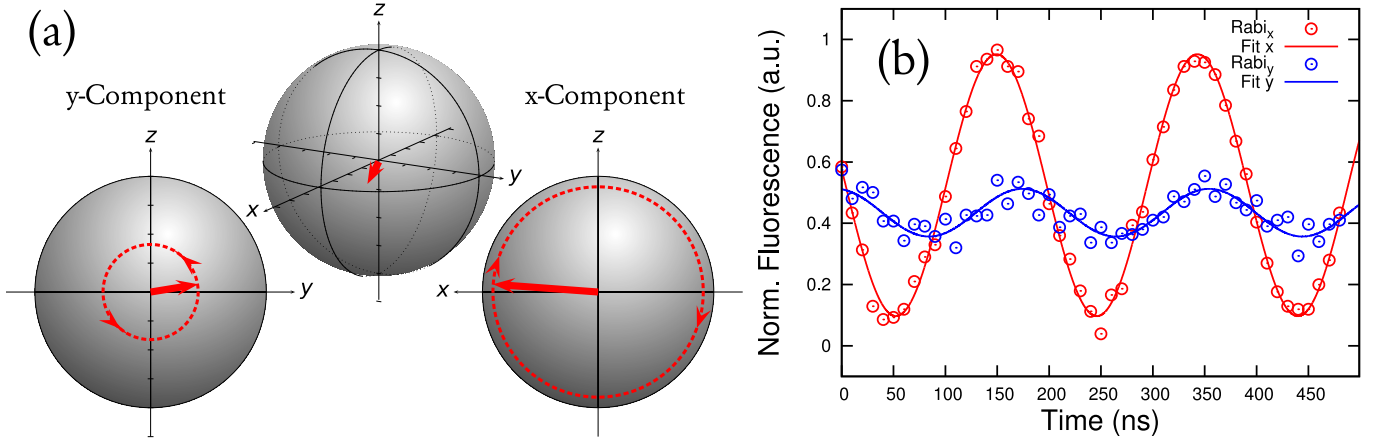 (a)
y-Component
x-Component
z
y
x
z
y
z
x
(b)
Norm. Fluorescence (a.u.)
1
0.8
0.6
0.4
0.2
0
0
50
100
150
200
250
300
350
400
450
Time (ns)
Rabix
Fit x
Rabiy
Fit y